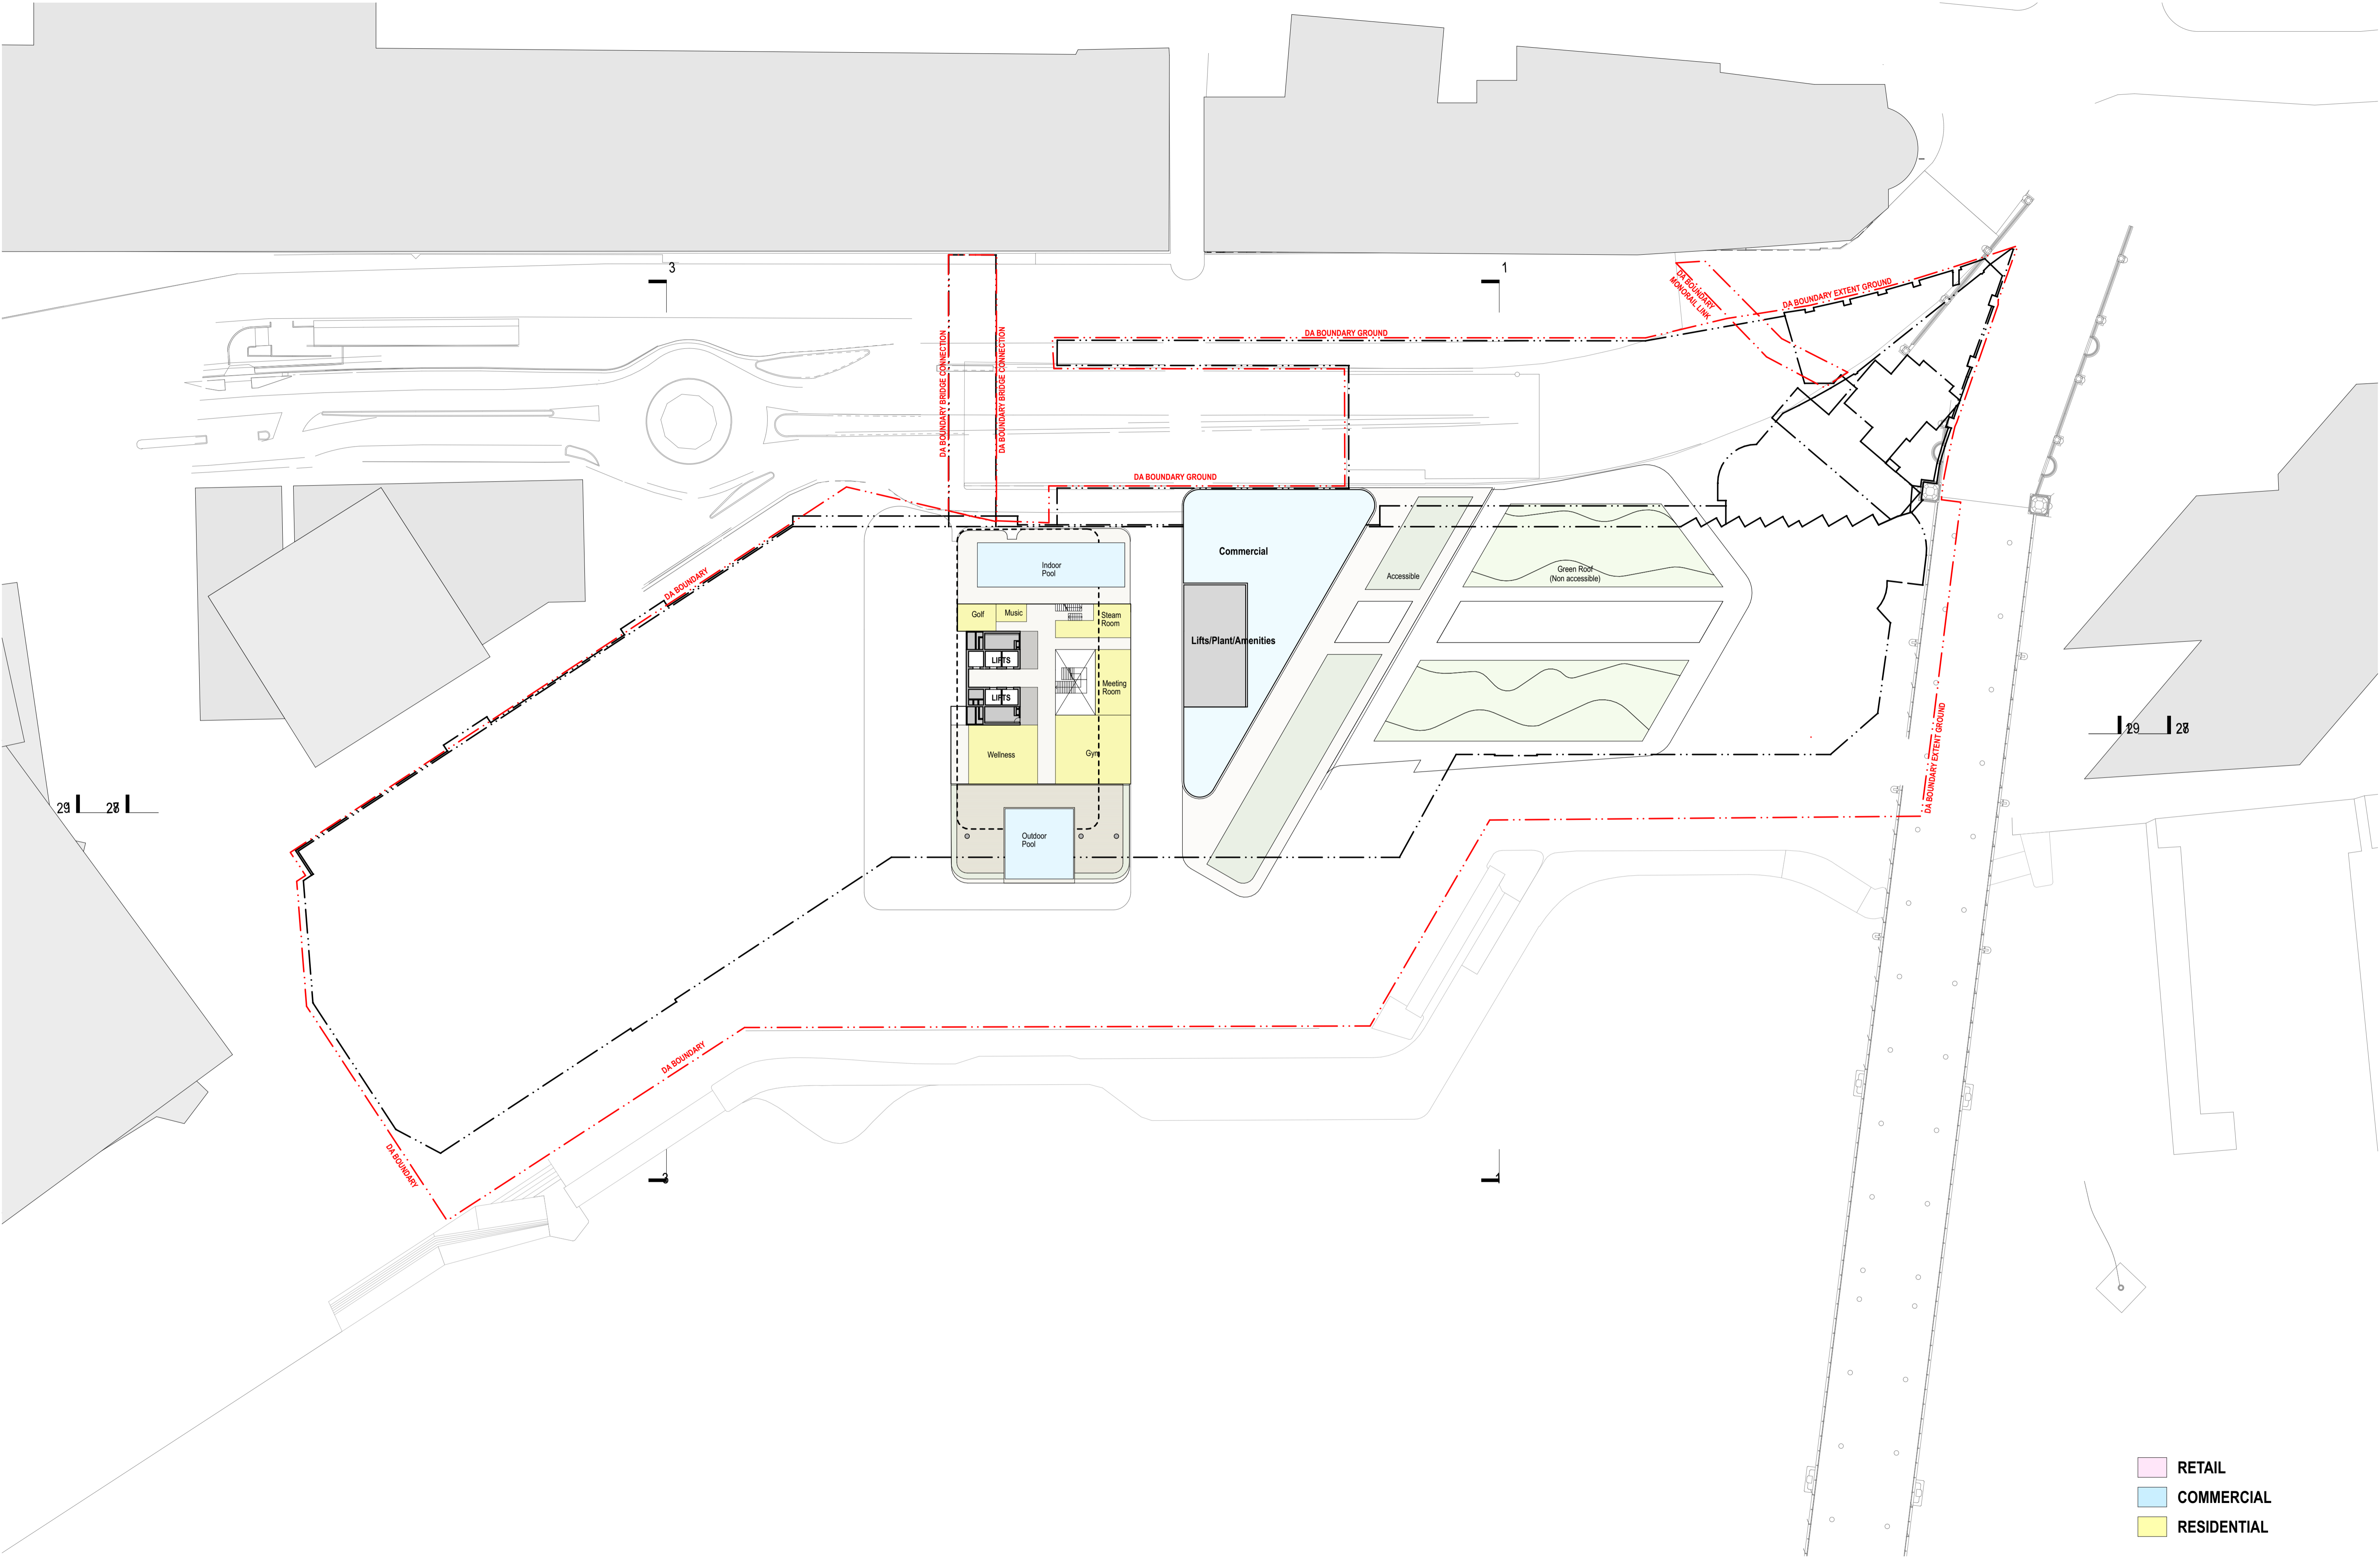 3
1
DA BOUNDARY
MONORAIL LINK
DA BOUNDARY EXTENT GROUND
DA BOUNDARY GROUND
DA BOUNDARY BRIDGE CONNECTION
DA BOUNDARY BRIDGE CONNECTION
DA BOUNDARY GROUND
DA BOUNDARY
Indoor
Pool
Commercial
Accessible
Green Roof
(Non accessible)
Golf
Music
Steam
Room
Lifts/Plant/Amenities
LIFTS
Meeting
Room
LIFTS
Wellness
Gym
DA BOUNDARY EXTENT GROUND
Outdoor
Pool
DA BOUNDARY
DA BOUNDARY
3
1
RETAIL
COMMERCIAL
RESIDENTIAL